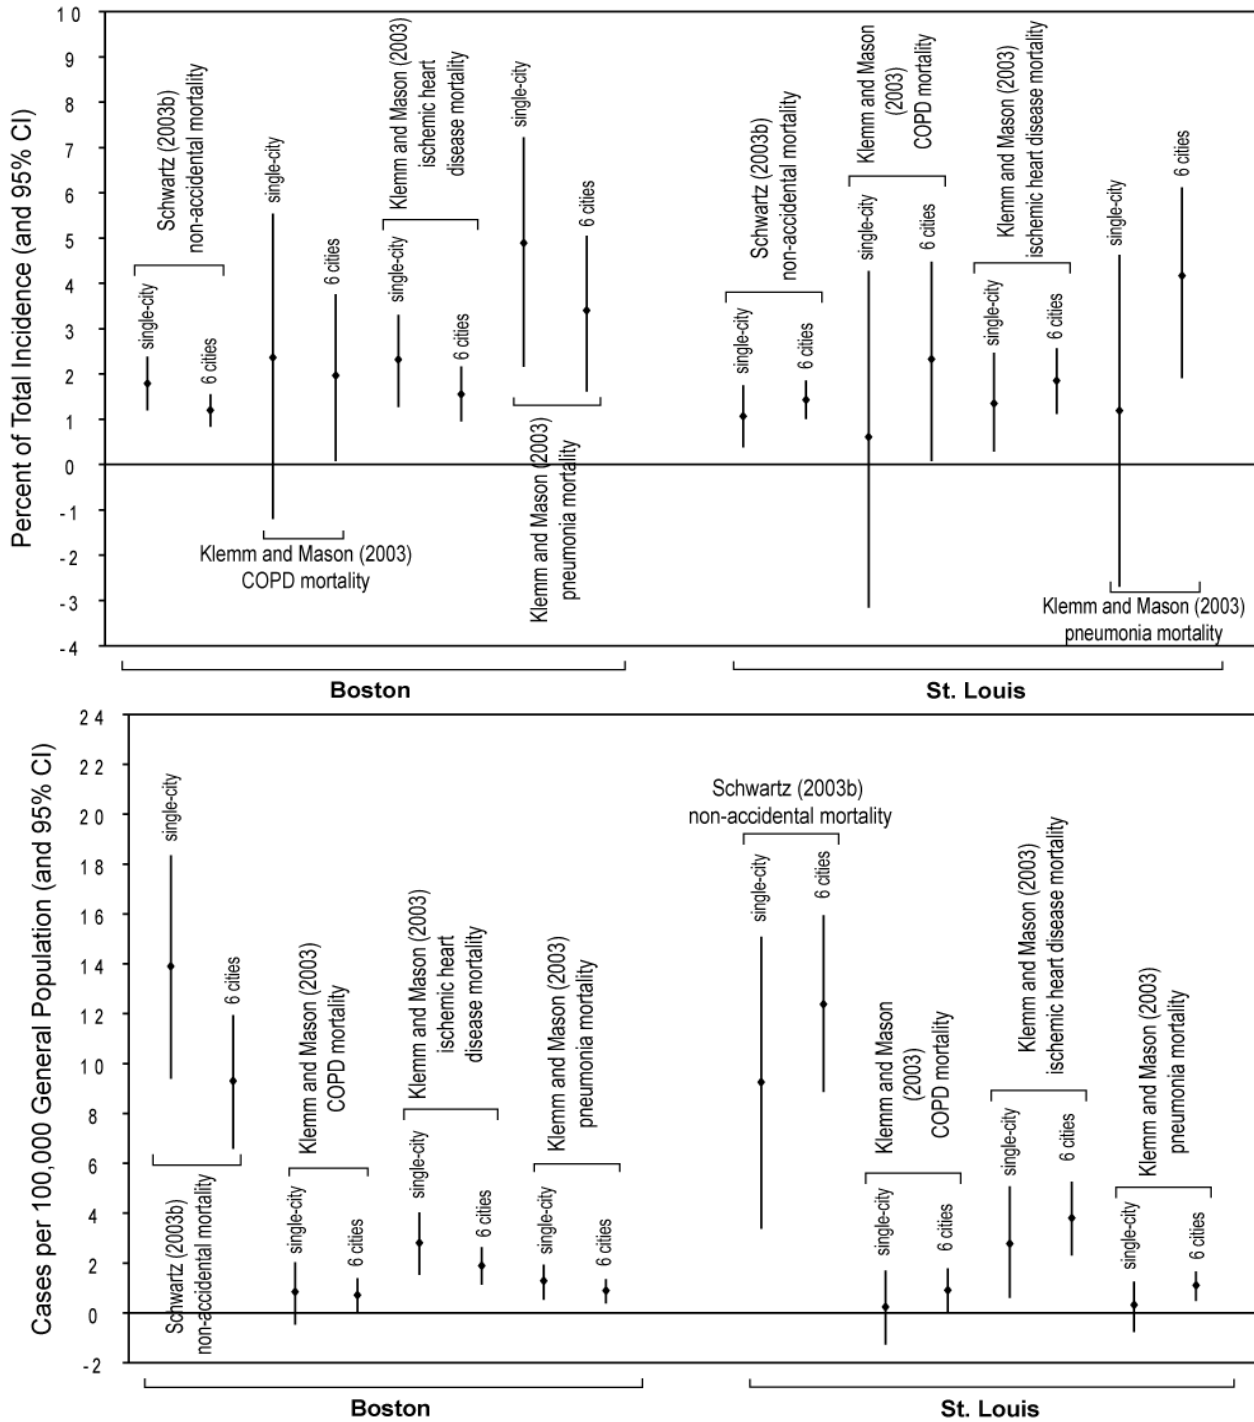 Percent of Total Incidence (and 95% CI)
10
9
8
7
6
5
4
3
2
1
0
-1
-2
-3
-4
Schwartz (2003b)
non-accidental mortality
single-city
6 cities
single-city
6 cities
Klemm and Mason (2003)
COPD mortality
Klemm and Mason (2003)
ischemic heart
disease mortality
single-city
6 cities
single-city
6 cities
Klemm and Mason (2003)
pneumonia mortality
Schwartz (2003b)
non-accidental mortality
single-city
6 cities
Klemm and Mason
(2003)
COPD mortality
single-city
6 cities
Klemm and Mason (2003)
ischemic heart disease mortality
single-city
6 cities
single-city
6 cities
Klemm and Mason (2003)
pneumonia mortality
Boston
St. Louis
Cases per 100,000 General Population (and 95% CI)
24
22
20
18
16
14
12
10
8
6
4
2
0
-2
single-city
6 cities
Schwartz (2003b)
non-accidental mortality
Klemm and Mason (2003)
COPD mortality
single-city
6 cities
Klemm and Mason (2003)
ischemic heart
disease mortality
single-city
6 cities
Klemm and Mason (2003)
pneumonia mortality
single-city
6 cities
Schwartz (2003b)
non-accidental mortality
single-city
6 cities
Klemm and Mason
(2003)
COPD mortality
single-city
6 cities
Klemm and Mason (2003)
ischemic heart disease mortality
single-city
6 cities
Klemm and Mason (2003)
pneumonia mortality
single-city
6 cities
Boston
St. Louis